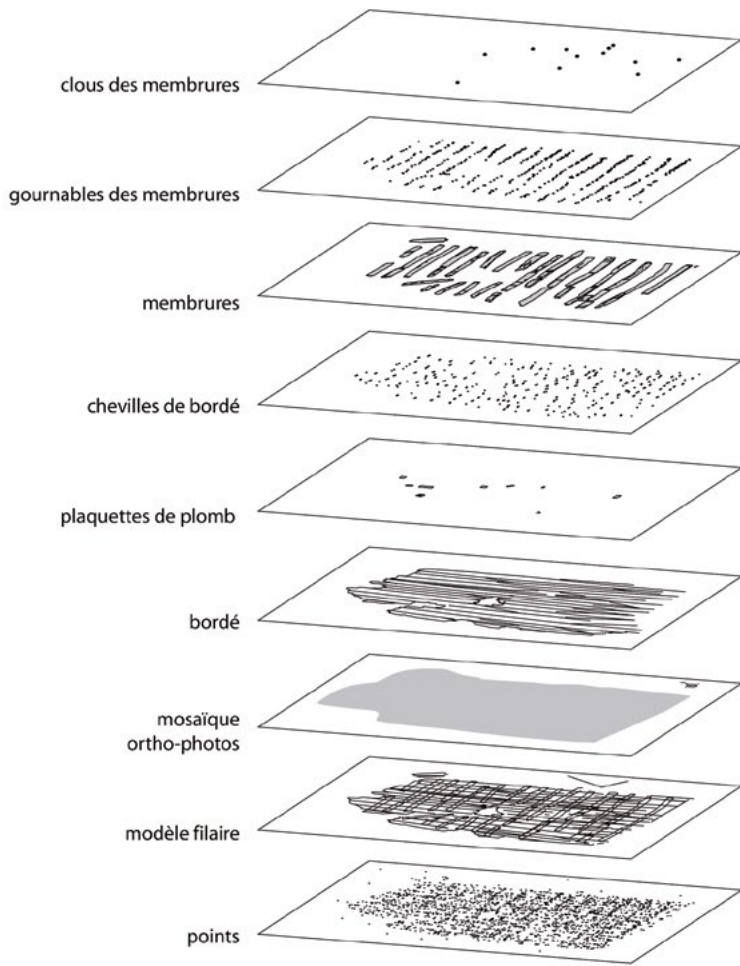 clous des membrures
gournables des membrures
membrures
chevilles de bordé
plaquettes de plomb
bordé
mosaïque
ortho-photos
modèle filaire
points